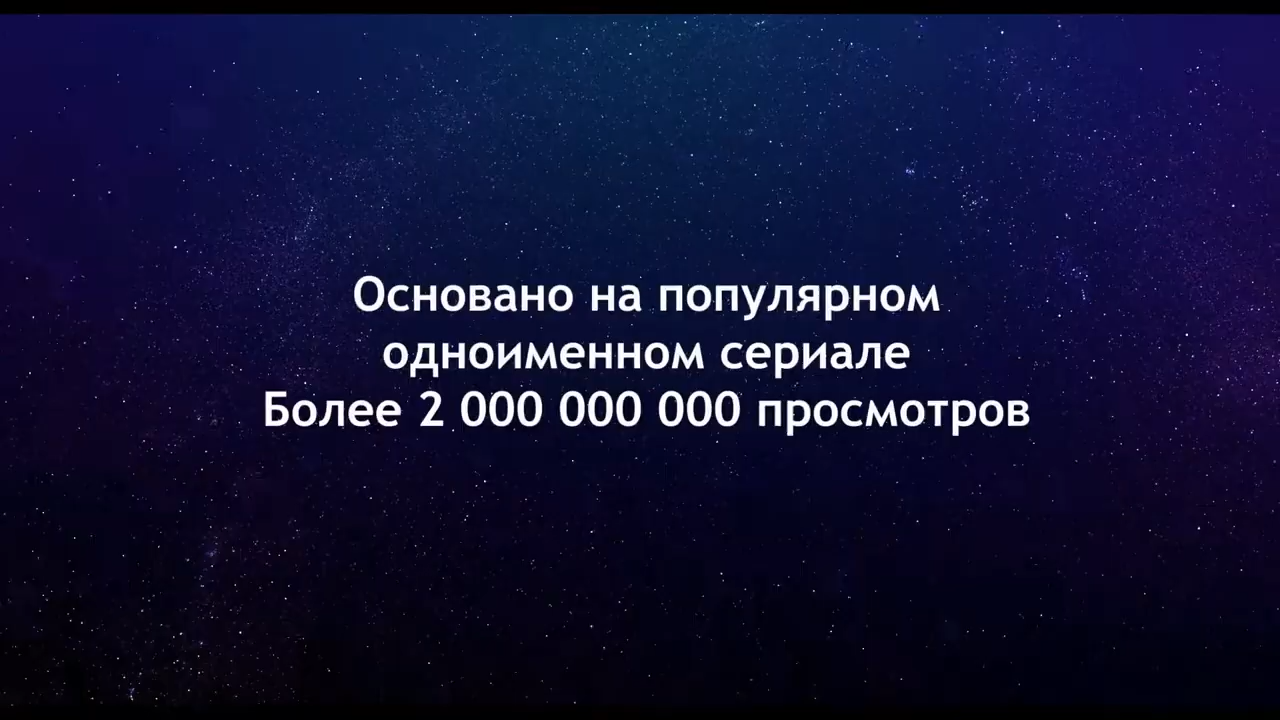 Основано на популярном
одноименном сериале
Более 2 000 000 000 просмотров